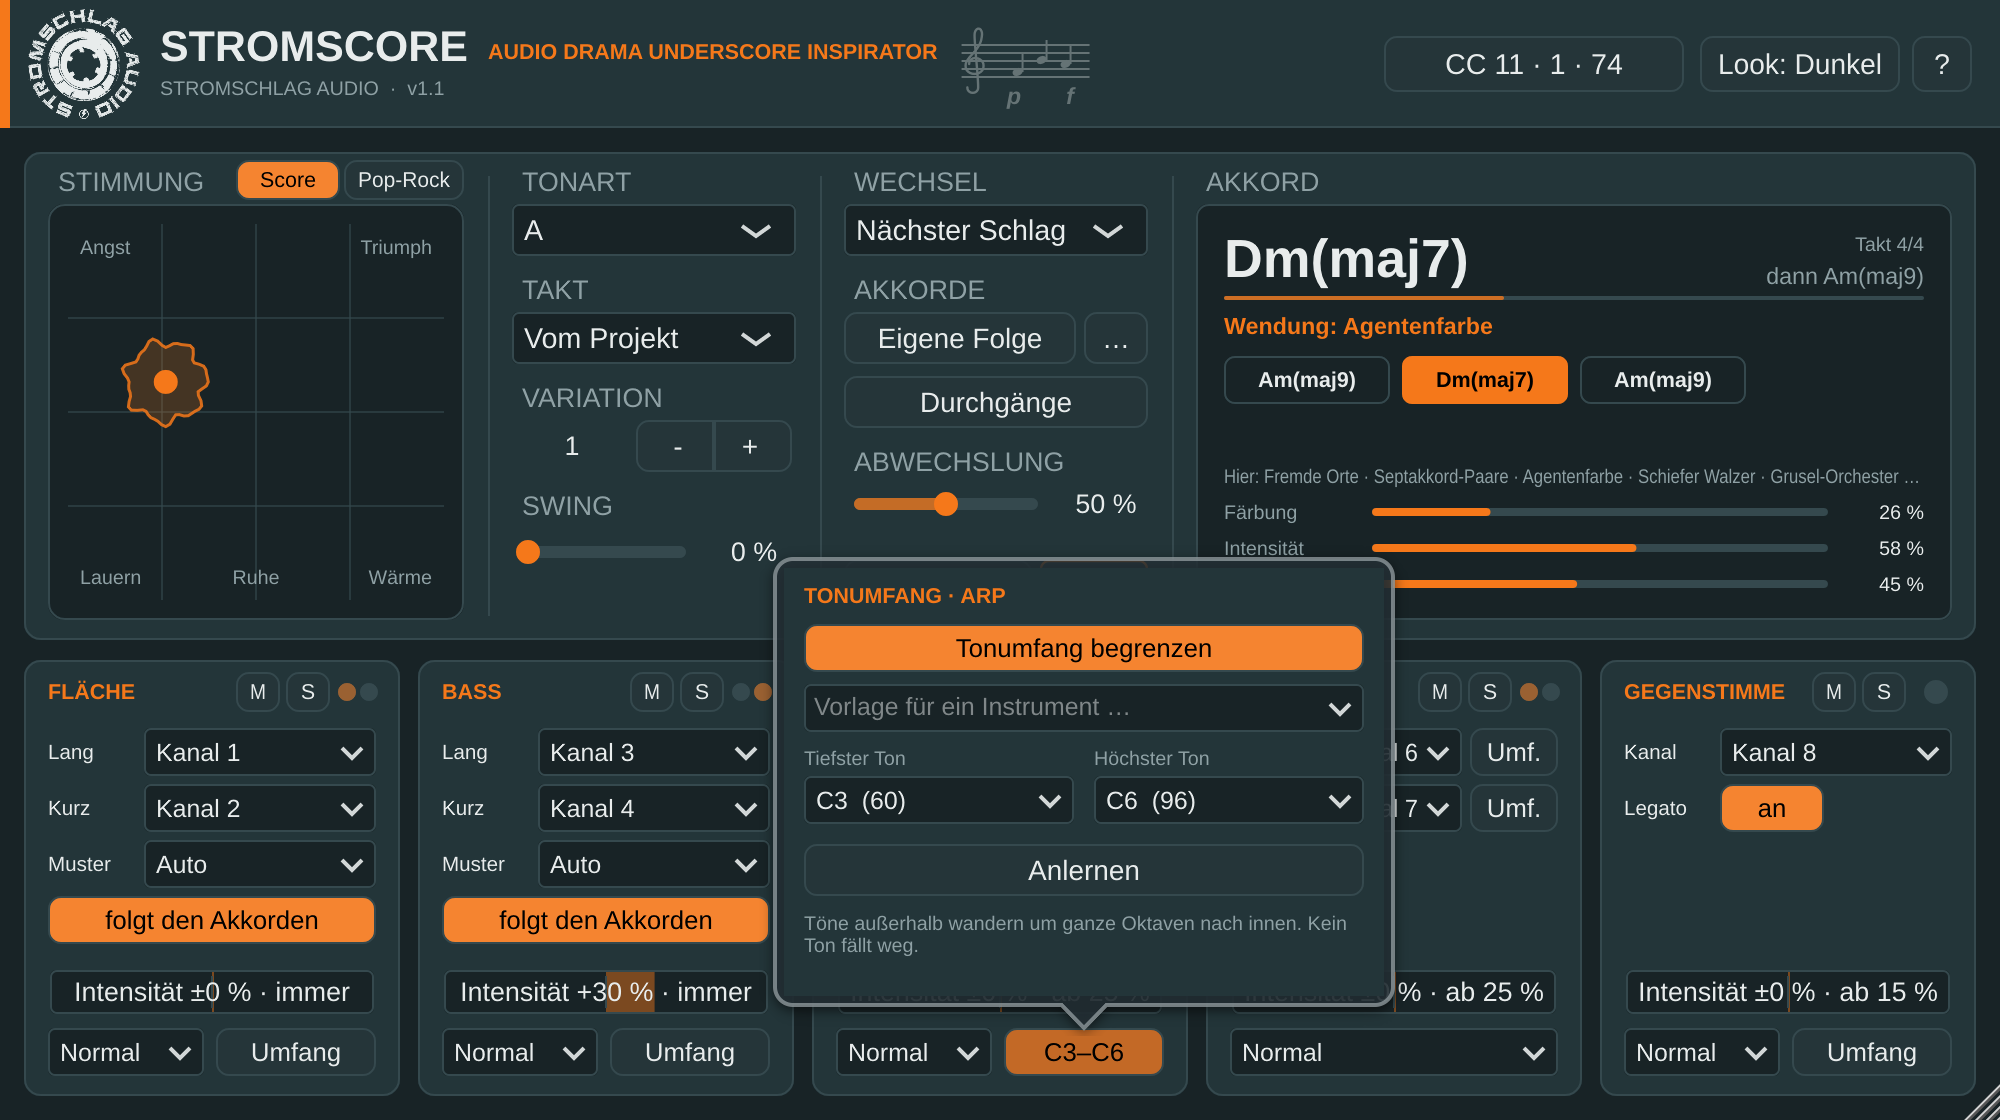 STROMSCHLAG AUDIO
STROMSCORE AUDIO DRAMA UNDERSCORE INSPIRATOR
STROMSCHLAG AUDIO · v1.1
p f
CC 11 · 1 · 74
Look: Dunkel
?
STIMMUNG Score Pop-Rock
Angst Triumph
Lauern Ruhe Wärme
TONART
A
TAKT
Vom Projekt
VARIATION
1 - +
SWING
0 %
WECHSEL
Nächster Schlag
AKKORDE
Eigene Folge …
Durchgänge
ABWECHSLUNG
50 %
AKKORD
Dm(maj7)
Takt 4/4
dann Am(maj9)
Wendung: Agentenfarbe
Am(maj9) Dm(maj7) Am(maj9)
Hier: Fremde Orte · Septakkord-Paare · Agentenfarbe · Schiefer Walzer · Grusel-Orchester …
Färbung 26 %
Intensität 58 %
45 %
TONUMFANG · ARP
Tonumfang begrenzen
Vorlage für ein Instrument …
Tiefster Ton Höchster Ton
C3 (60) C6 (96)
Anlernen
Töne außerhalb wandern um ganze Oktaven nach innen. Kein
Ton fällt weg.
FLÄCHE M S
Lang Kanal 1
Kurz Kanal 2
Muster Auto
folgt den Akkorden
Intensität ±0 % · immer
Normal Umfang
BASS M S
Lang Kanal 3
Kurz Kanal 4
Muster Auto
folgt den Akkorden
Intensität +30 % · immer
Normal Umfang
Normal C3–C6
M S
6 Umf.
7 Umf.
% · ab 25 %
Normal
GEGENSTIMME M S
Kanal Kanal 8
Legato an
Intensität ±0 % · ab 15 %
Normal Umfang